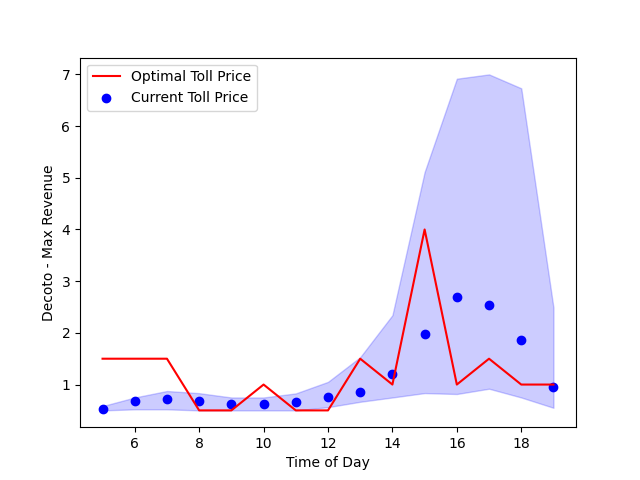 Optimal Toll Price
Current Toll Price
Decoto - Max Revenue
7
6
5
4
3
2
1
6 8 10 12 14 16 18
Time of Day